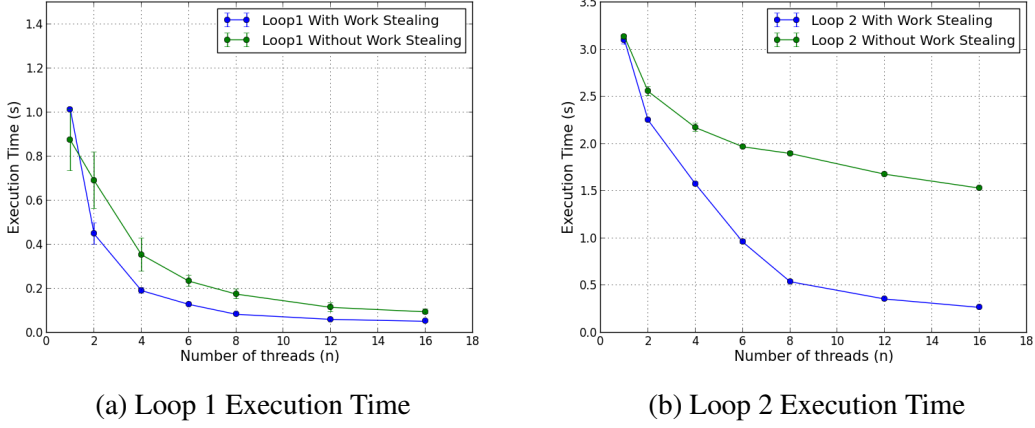 Loop1 With Work Stealing
Loop1 Without Work Stealing
1.4
1.2
1.0
0.8
0.6
0.4
0.2
0.0
Execution Time (s)
0 2 4 6 8 10 12 14 16 18
Number of threads (n)
(a) Loop 1 Execution Time
Loop 2 With Work Stealing
Loop 2 Without Work Stealing
3.5
3.0
2.5
2.0
1.5
1.0
0.5
0.0
Execution Time (s)
0 2 4 6 8 10 12 14 16 18
Number of threads (n)
(b) Loop 2 Execution Time